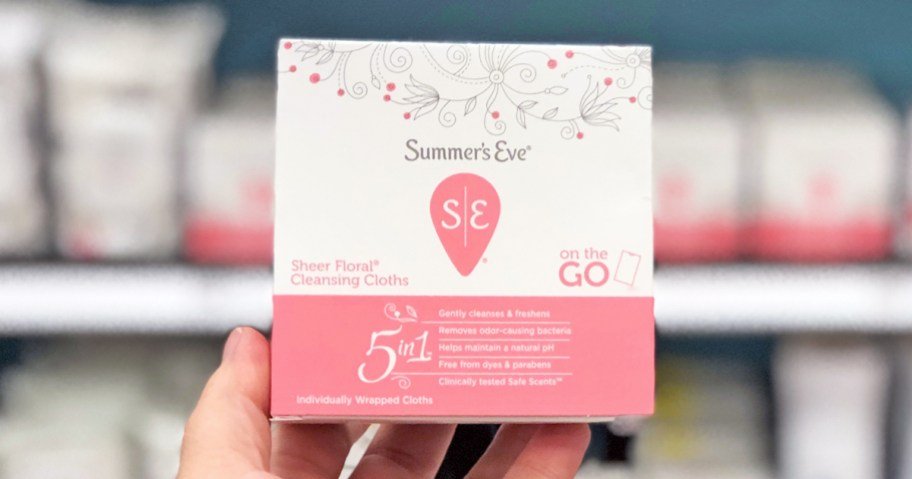 Summer's Eve®
S|E®
Sheer Floral®
Cleansing Cloths
on the
GO
5in1™
Gently cleanses & freshens
Removes odor-causing bacteria
Helps maintain a natural pH
Free from dyes & parabens
Clinically tested Safe Scents™
Individually Wrapped Cloths